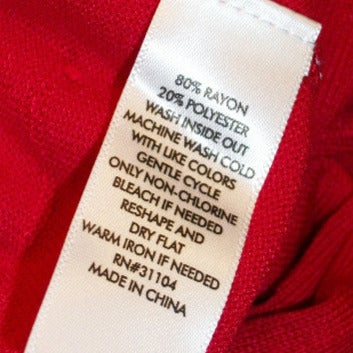 80% RAYON
20% POLYESTER
WASH INSIDE OUT
MACHINE WASH COLD
WITH LIKE COLORS
GENTLE CYCLE
ONLY NON-CHLORINE
BLEACH IF NEEDED
RESHAPE AND
DRY FLAT
WARM IRON IF NEEDED
RN#31104
MADE IN CHINA